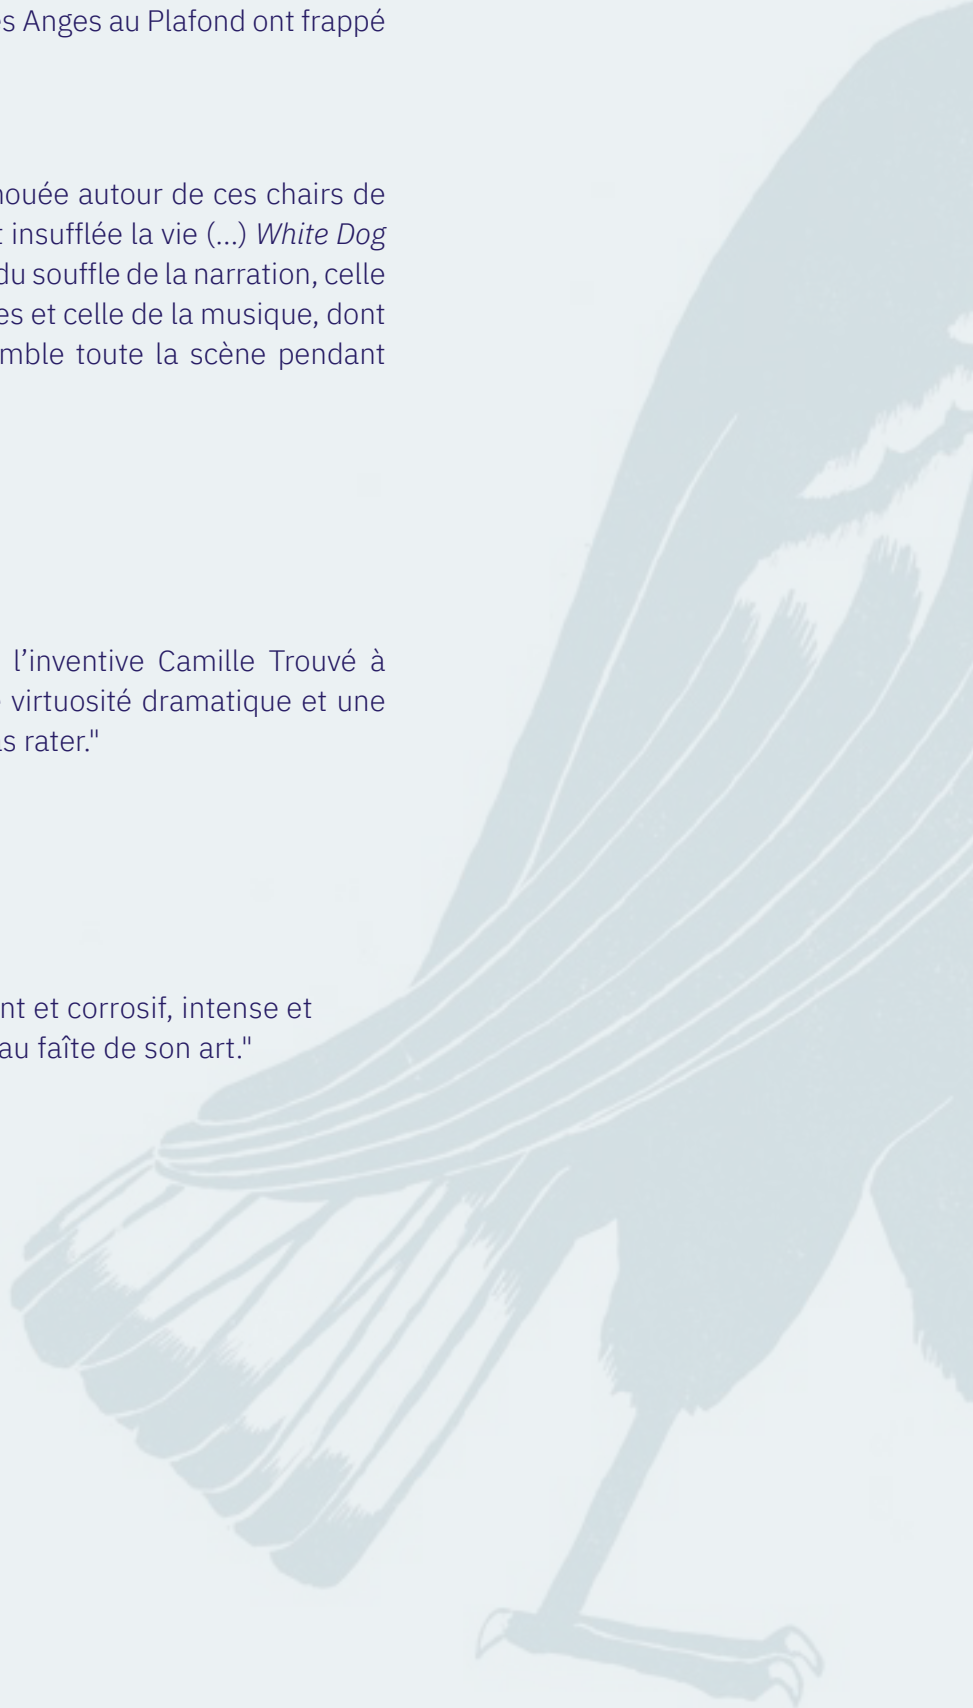 s Anges au Plafond ont frappé
nouée autour de ces chairs de
t insufflée la vie (...) White Dog
du souffle de la narration, celle
es et celle de la musique, dont
mble toute la scène pendant
l’inventive Camille Trouvé à
virtuosité dramatique et une
s rater."
nt et corrosif, intense et
au faîte de son art."